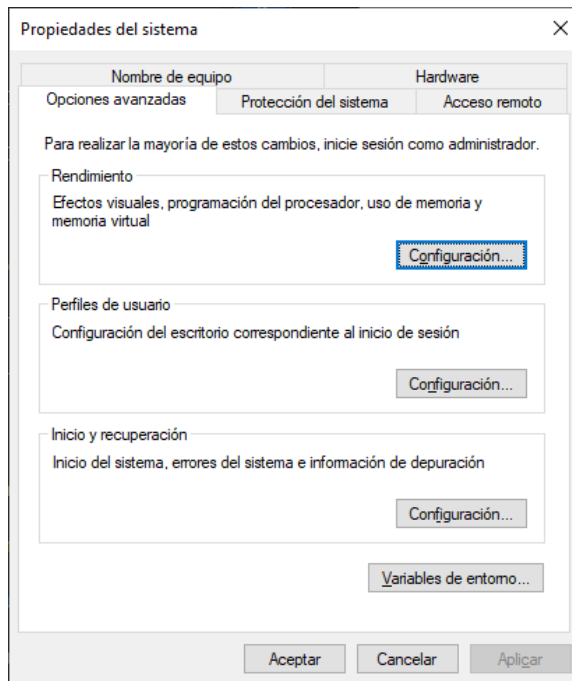 Propiedades del sistema
Nombre de equipo
Hardware
Opciones avanzadas
Protección del sistema
Acceso remoto
Para realizar la mayoría de estos cambios, inicie sesión como administrador.
Rendimiento
Efectos visuales, programación del procesador, uso de memoria y
memoria virtual
Configuración...
Perfiles de usuario
Configuración del escritorio correspondiente al inicio de sesión
Configuración...
Inicio y recuperación
Inicio del sistema, errores del sistema e información de depuración
Configuración...
Variables de entorno...
Aceptar
Cancelar
Aplicar